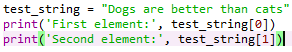 test_string = "Dogs are better than cats"
print('First element:', test_string[0])
print('Second element:', test_string[1])